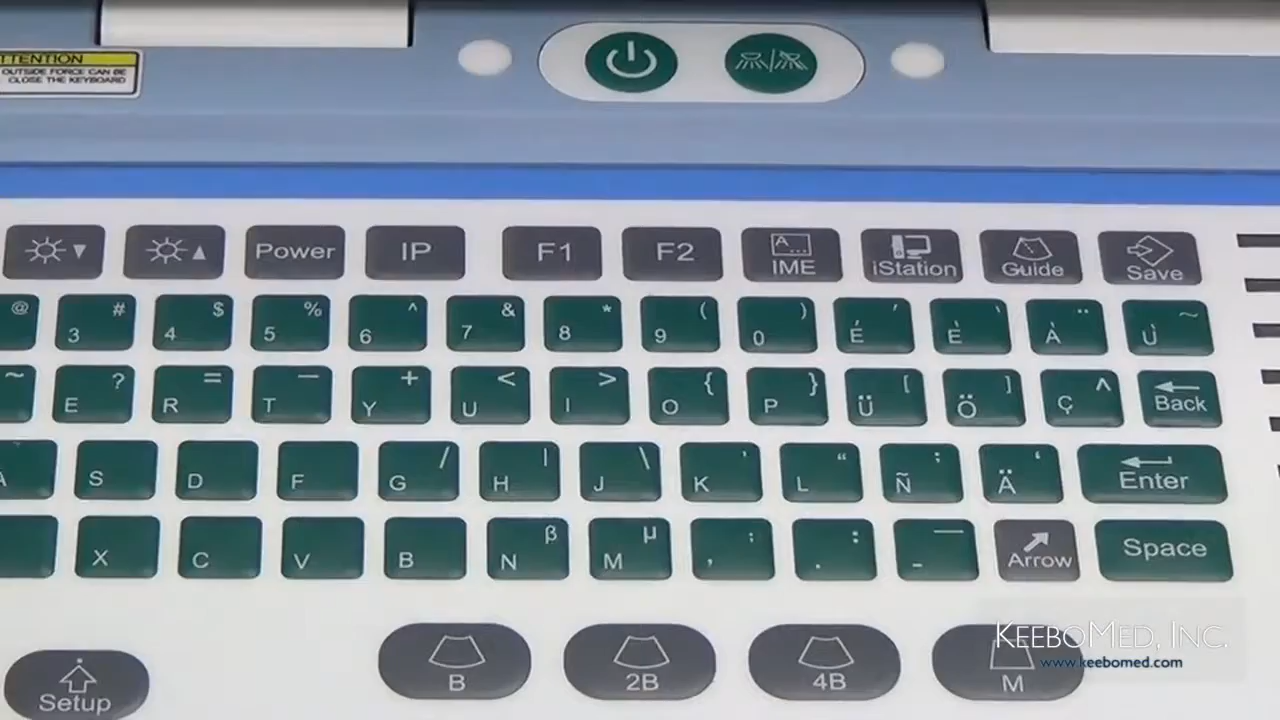 ATTENTION
OUTSIDE FORCE CAN BE
CLOSE THE KEYBOARD
Power IP F1 F2 IME iStation Guide Save
@ 3 # 4 $ 5 % 6 ^ 7 & 8 * 9 ( 0 ) É ' È ` À ¨ Ù ~
~ E ? R = T — Y + U < I > O { P } Ü [ Ö ] Ç ^ Back
A S D F G / H | J \ K ' L “ Ñ ; Ä ‘ Enter
X C V B N β M µ , ; . : - — Arrow Space
KEEBOMED, INC.
www.keebomed.com
Setup B 2B 4B M